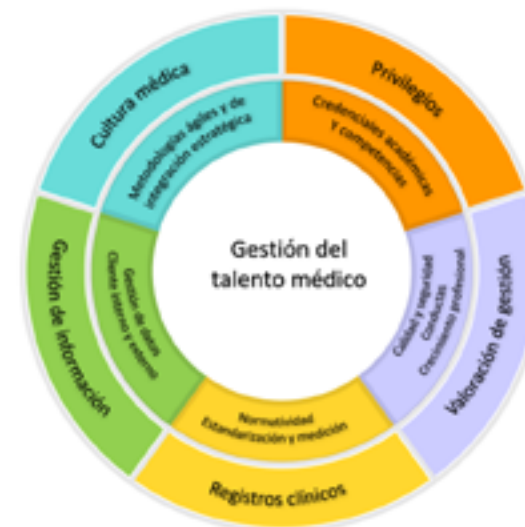 Cultura médica
Metodologías ágiles y de
integración estratégica
Privilegios
Credenciales académicas
Y competencias
Gestión del
talento médico
Gestión de información
Gestión de datos
Cliente interno y externo
Calidad y seguridad
Conductas
Crecimiento profesional
Valoración de gestión
Normatividad
Estandarización y medición
Registros clínicos